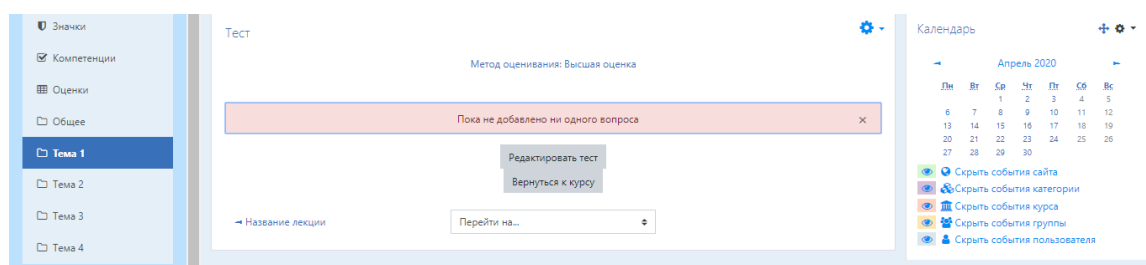 Значки
Компетенции
Оценки
Общее
Тема 1
Тема 2
Тема 3
Тема 4
Тест
Метод оценивания: Высшая оценка
Пока не добавлено ни одного вопроса ×
Редактировать тест
Вернуться к курсу
◄ Название лекции
Перейти на...
Календарь
◄ Апрель 2020 ►
Пн Вт Ср Чт Пт Сб Вс
1 2 3 4 5
6 7 8 9 10 11 12
13 14 15 16 17 18 19
20 21 22 23 24 25 26
27 28 29 30
Скрыть события сайта
Скрыть события категории
Скрыть события курса
Скрыть события группы
Скрыть события пользователя